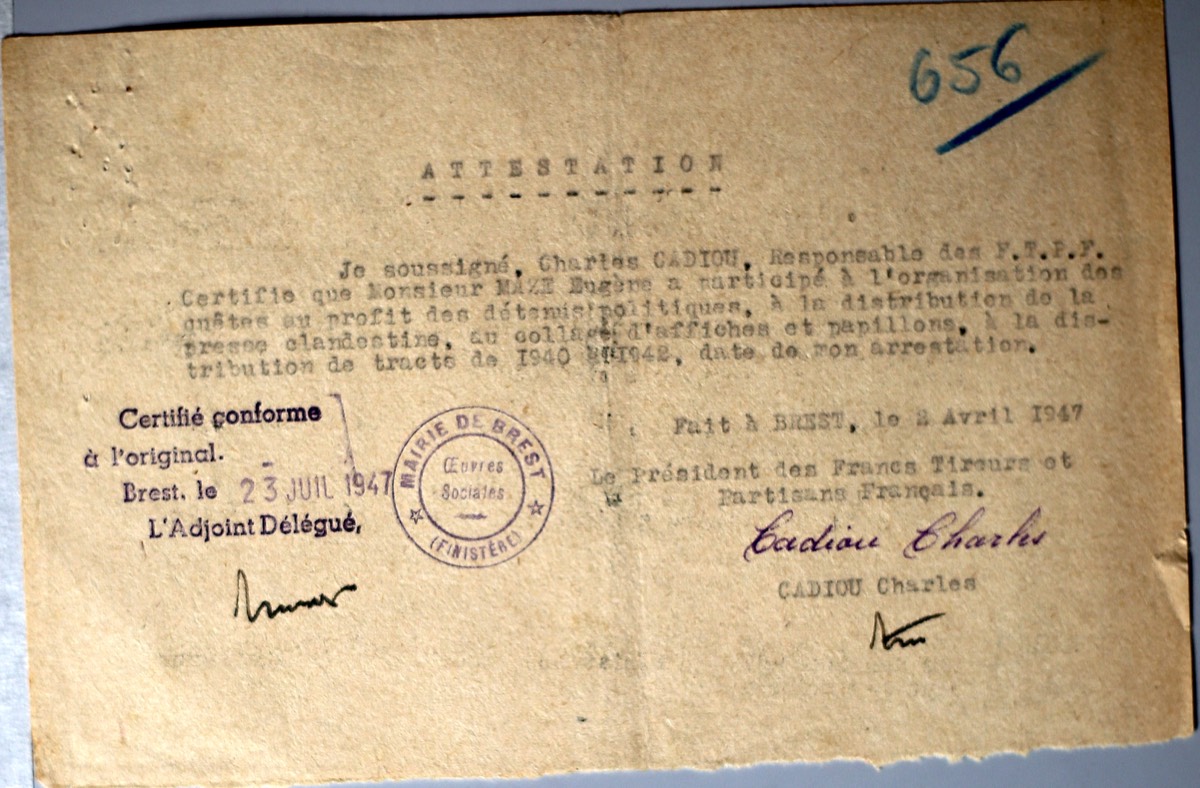 656
ATTESTATION
- - - - - - - - - - -
Je soussigné, Charles CADIOU, Responsable des F.T.P.F.
Certifie que Monsieur MAZE Eugène a participé à l'organisation des
quêtes au profit des détenus politiques, à la distribution de la
presse clandestine, au collage d'affiches et papillons, à la dis-
tribution de tracts de 1940 1942, date de mon arrestation.
Fait à BREST, le 2 Avril 1947
Le Président des Francs Tireurs et
Partisans Français.
Cadiou Charles
CADIOU Charles
Certifié conforme
à l'original.
Brest, le 23 JUIL 1947
L'Adjoint Délégué,
MAIRIE DE BREST
Œuvres
Sociales
(FINISTÈRE)